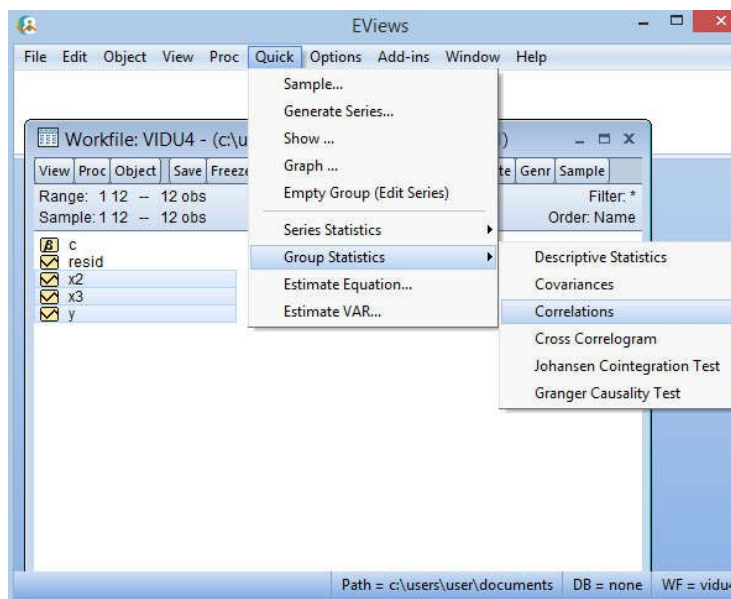 EViews
File Edit Object View Proc Quick Options Add-ins Window Help
Sample...
Generate Series...
Show ...
Graph ...
Empty Group (Edit Series)
Series Statistics
Group Statistics
Estimate Equation...
Estimate VAR...
Descriptive Statistics
Covariances
Correlations
Cross Correlogram
Johansen Cointegration Test
Granger Causality Test
Workfile: VIDU4 - (c:\u
View Proc Object Save Freeze
Genr Sample
Range: 1 12 -- 12 obs
Filter: *
Sample: 1 12 -- 12 obs
Order: Name
c
resid
x2
x3
y
Path = c:\users\user\documents DB = none WF = vidu4